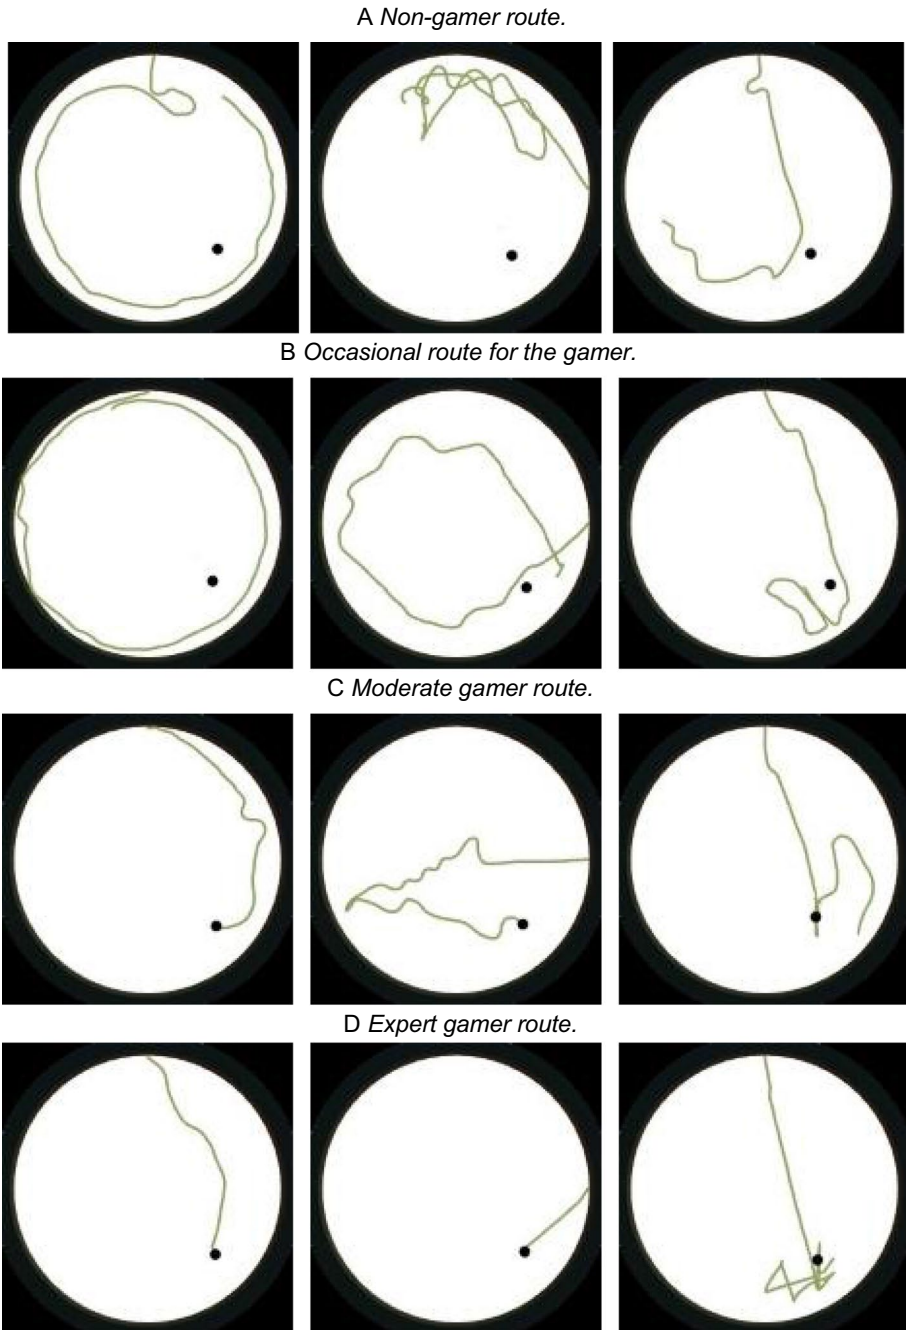 A Non-gamer route.
B Occasional route for the gamer.
C Moderate gamer route.
D Expert gamer route.